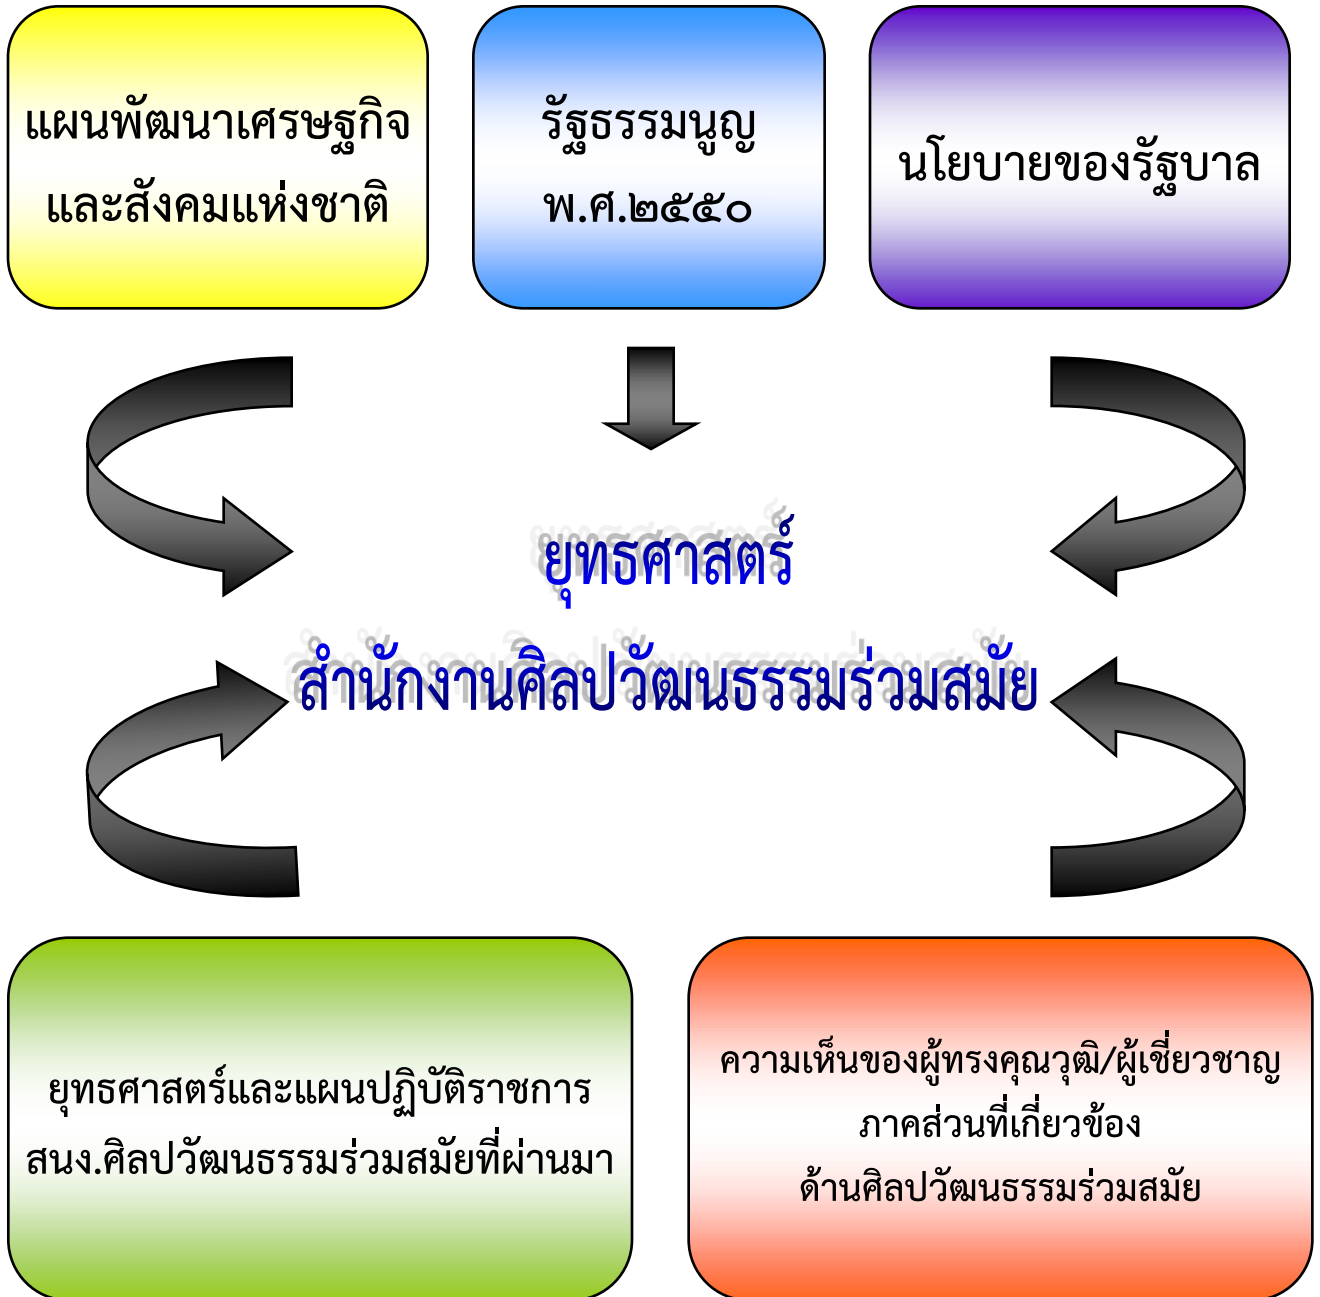 แผนพัฒนาเศรษฐกิจ
และสังคมแห่งชาติ
รัฐธรรมนูญ
พ.ศ.๒๕๕๐
นโยบายของรัฐบาล
ยุทธศาสตร์
สำนักงานศิลปวัฒนธรรมร่วมสมัย
ยุทธศาสตร์และแผนปฏิบัติราชการ
สนง.ศิลปวัฒนธรรมร่วมสมัยที่ผ่านมา
ความเห็นของผู้ทรงคุณวุฒิ/ผู้เชี่ยวชาญ
ภาคส่วนที่เกี่ยวข้อง
ด้านศิลปวัฒนธรรมร่วมสมัย